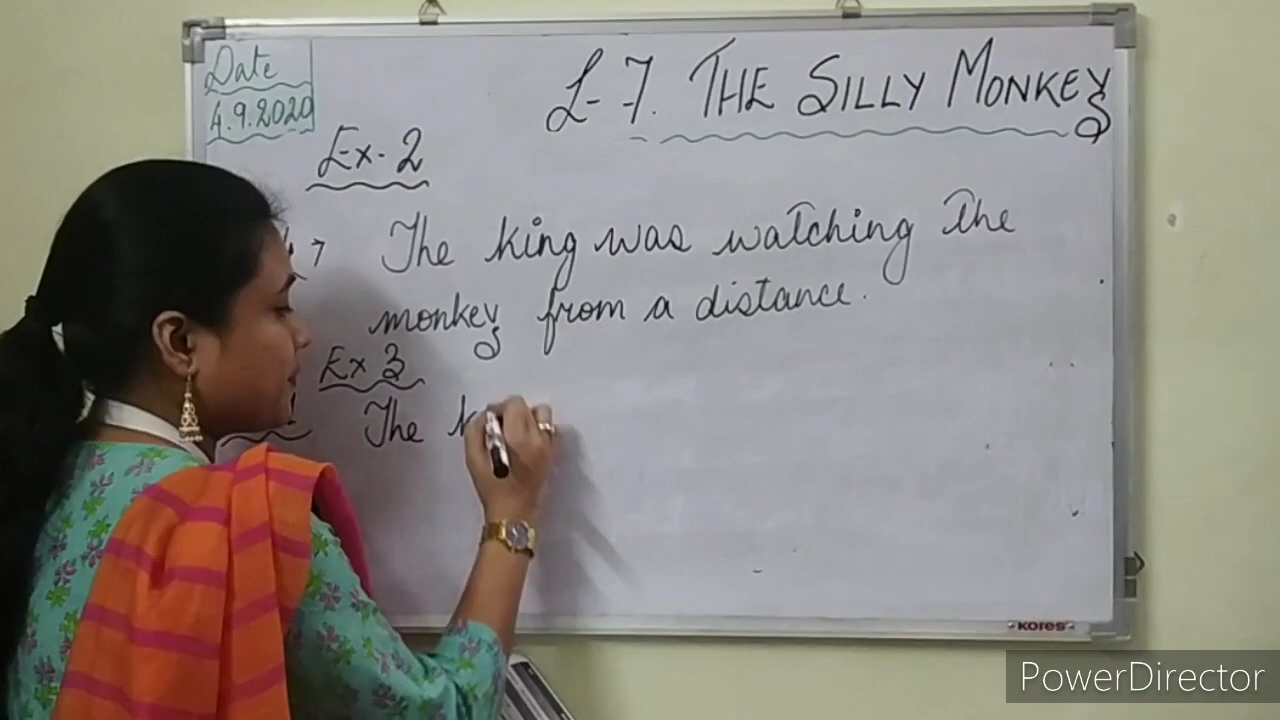 Date
4.9.2020
L-7. THE SILLY MONKEY
Ex-2
The king was watching the
monkey from a distance.
Ex 3
The
KORES
PowerDirector